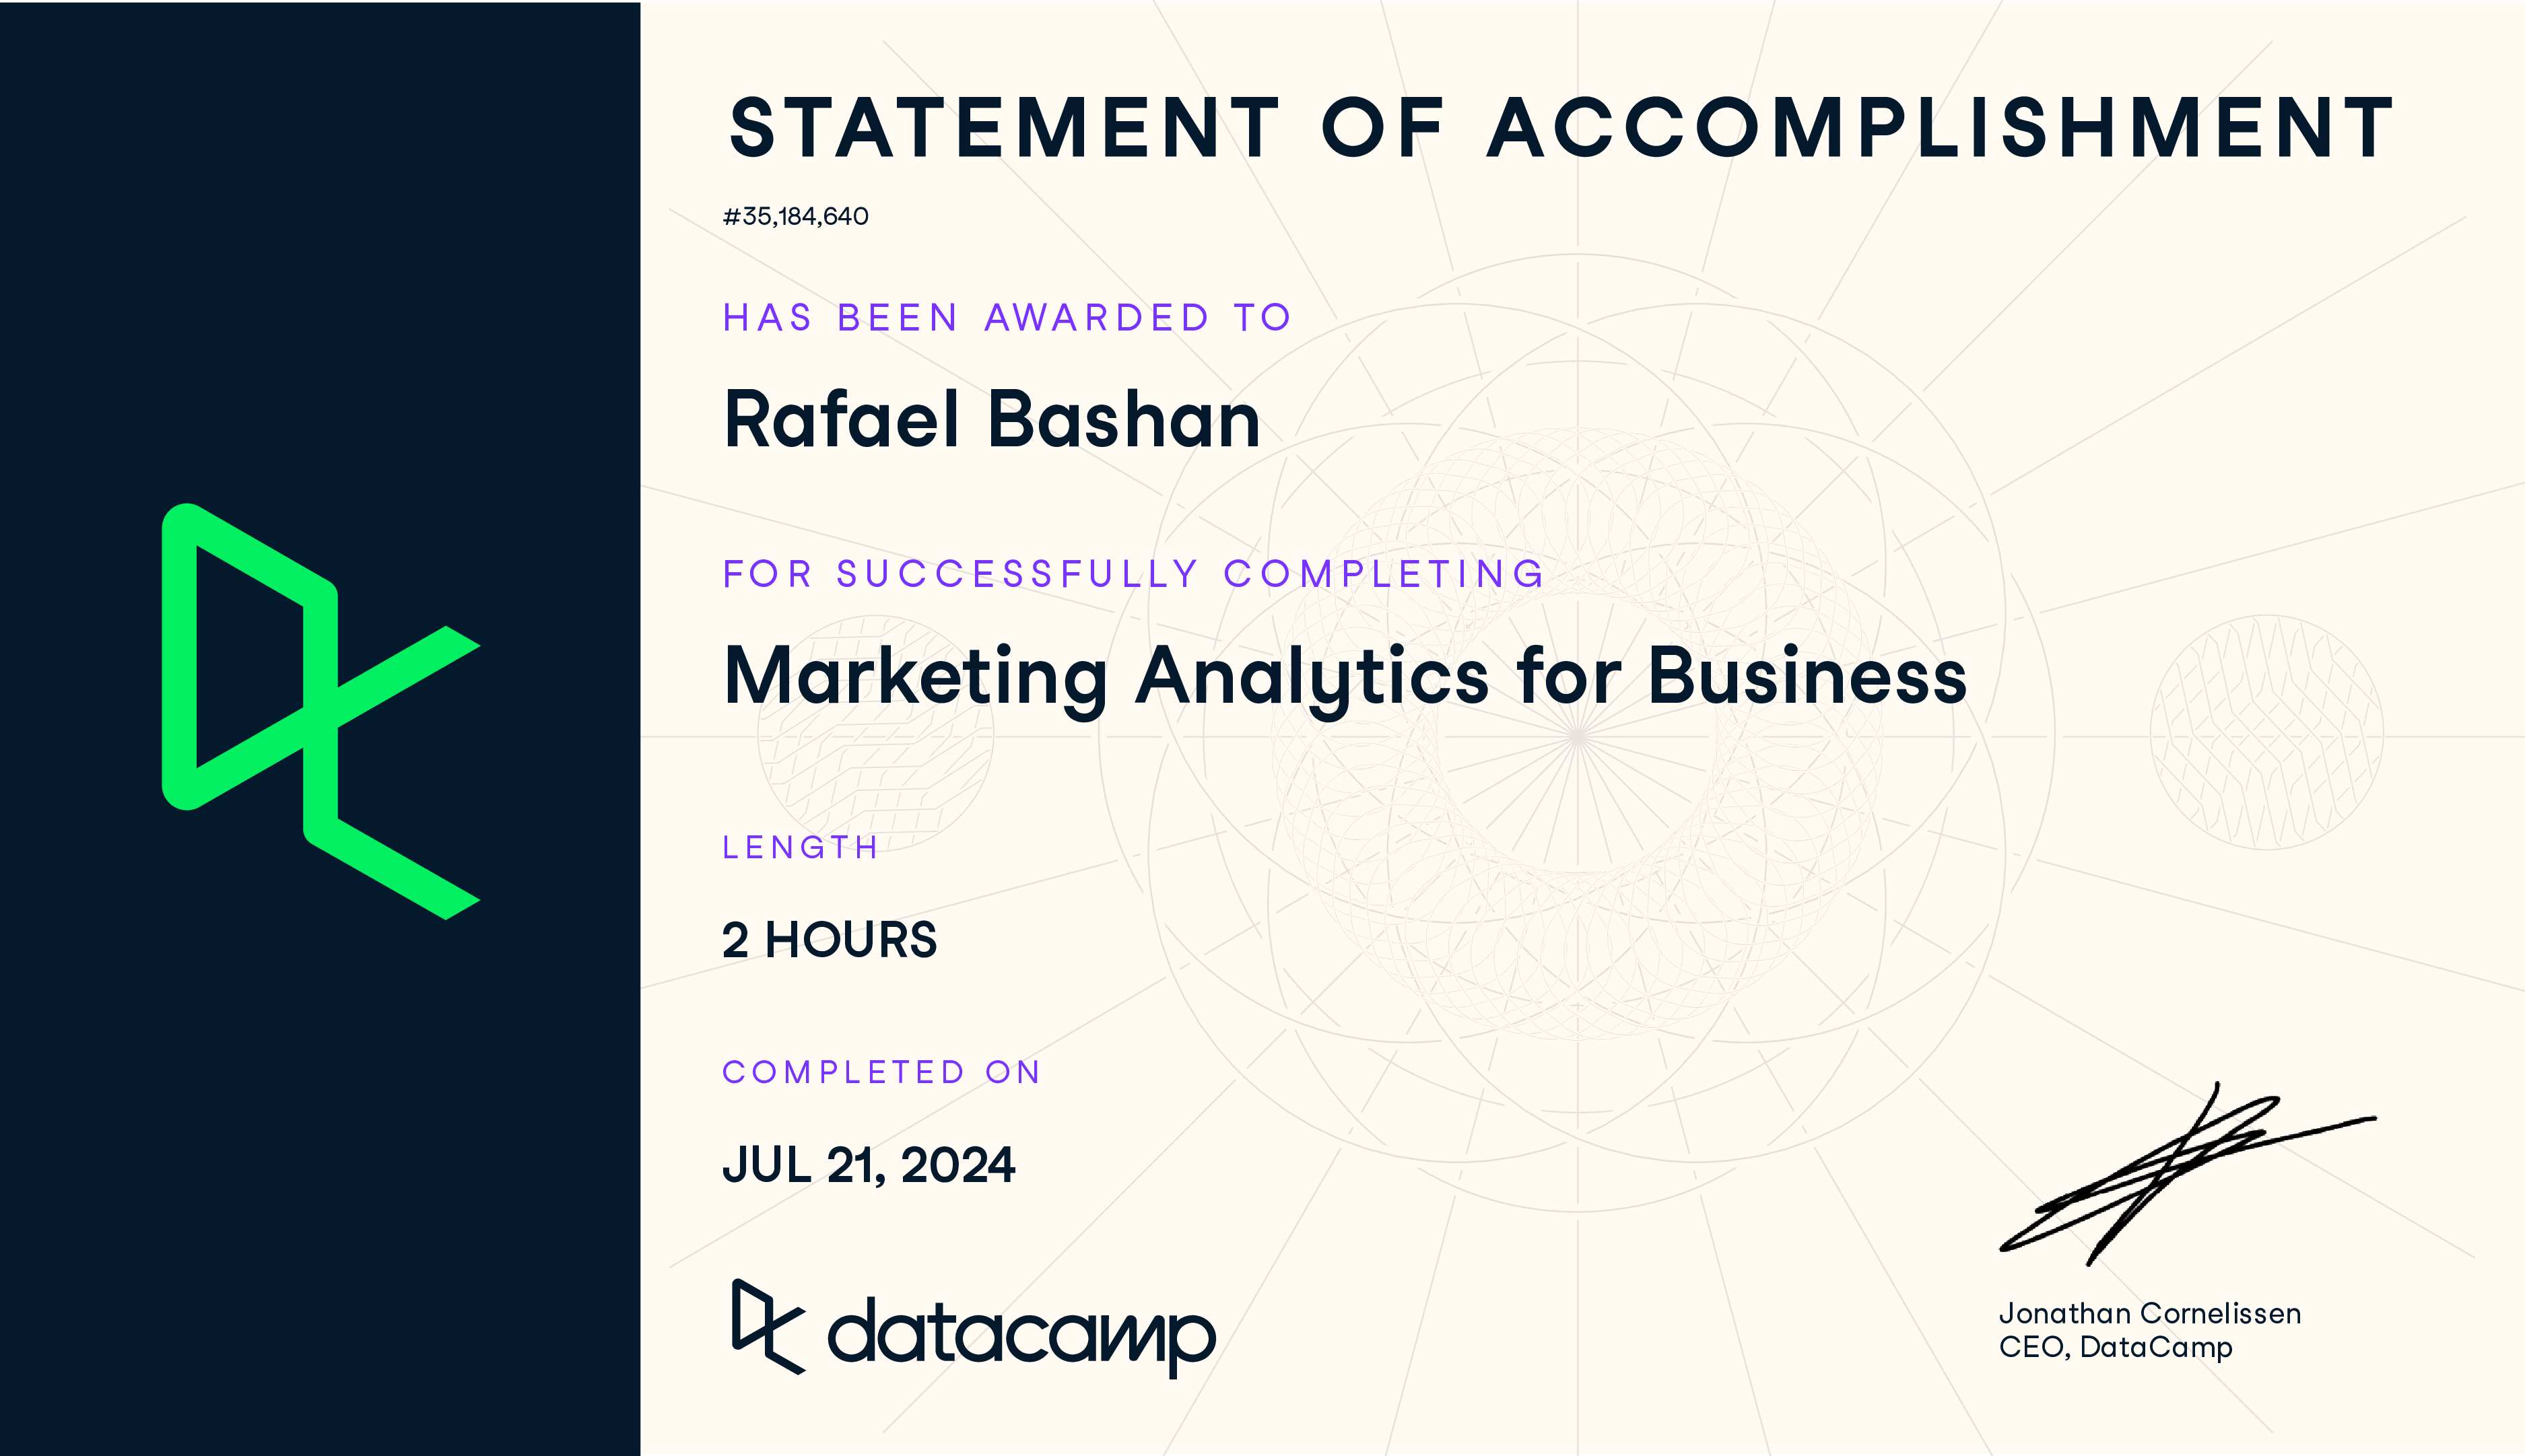 STATEMENT OF ACCOMPLISHMENT
#35,184,640
HAS BEEN AWARDED TO
Rafael Bashan
FOR SUCCESSFULLY COMPLETING
Marketing Analytics for Business
LENGTH
2 HOURS
COMPLETED ON
JUL 21, 2024
datacamp
Jonathan Cornelissen
CEO, DataCamp